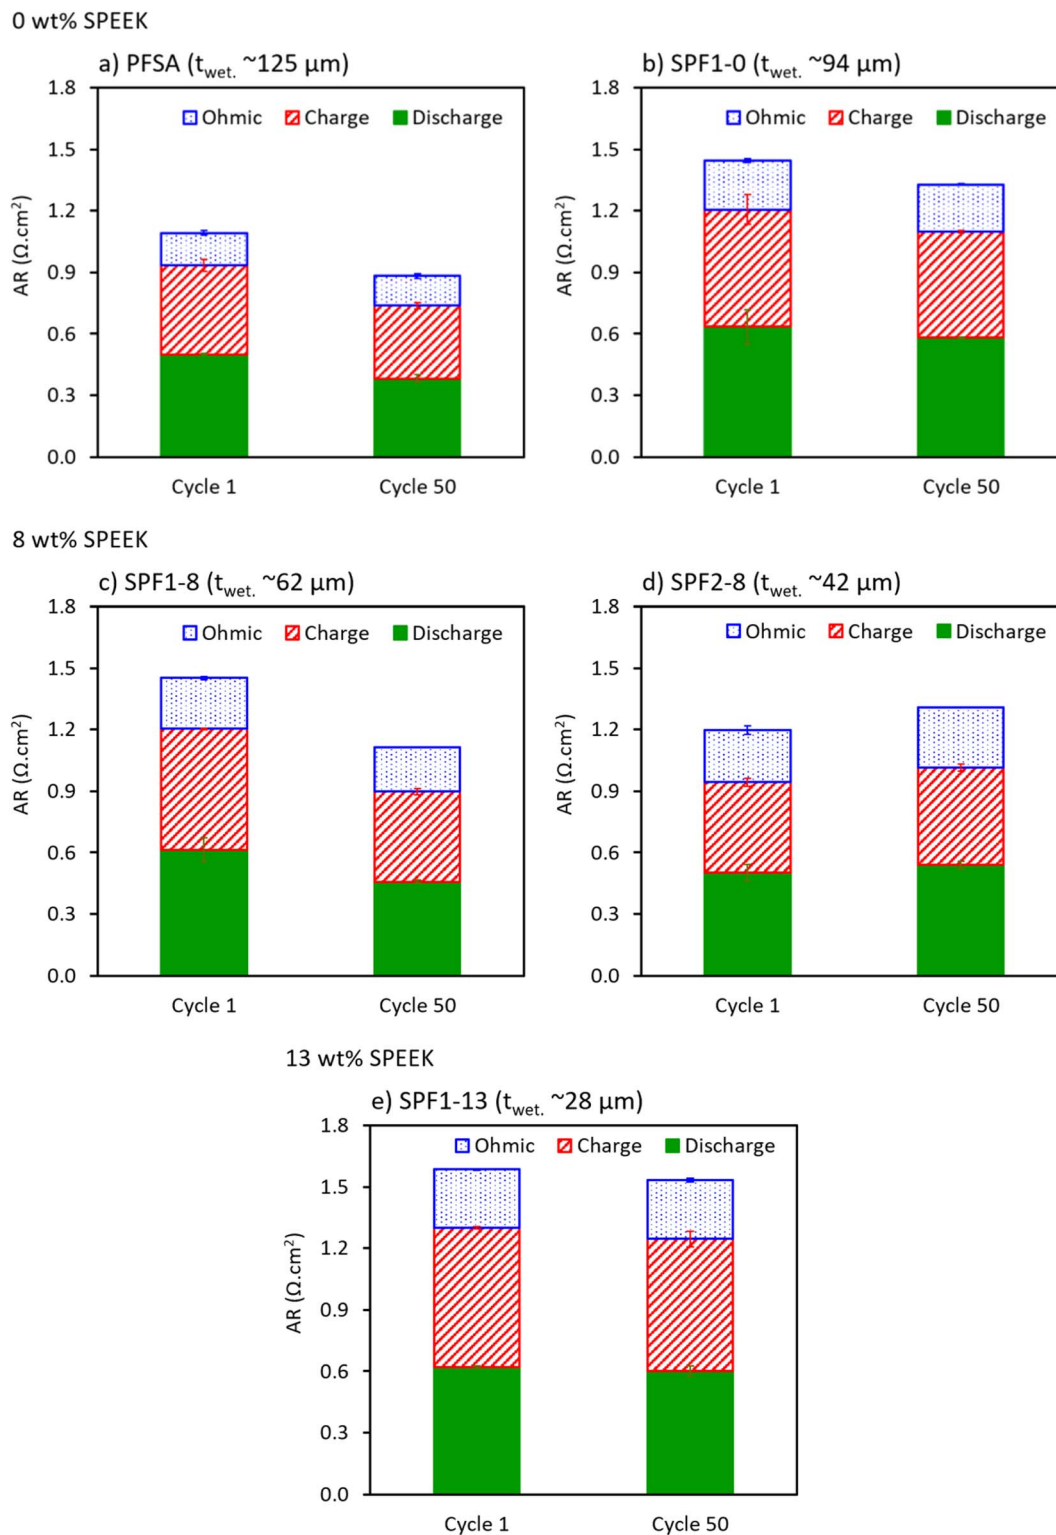 0 wt% SPEEK
a) PFSA (t_wet. ~125 µm)
Ohmic Charge Discharge
1.8
1.5
1.2
0.9
0.6
0.3
0.0
AR (Ω.cm²)
Cycle 1 Cycle 50
b) SPF1-0 (t_wet. ~94 µm)
Ohmic Charge Discharge
1.8
1.5
1.2
0.9
0.6
0.3
0.0
AR (Ω.cm²)
Cycle 1 Cycle 50
8 wt% SPEEK
c) SPF1-8 (t_wet. ~62 µm)
Ohmic Charge Discharge
1.8
1.5
1.2
0.9
0.6
0.3
0.0
AR (Ω.cm²)
Cycle 1 Cycle 50
d) SPF2-8 (t_wet. ~42 µm)
Ohmic Charge Discharge
1.8
1.5
1.2
0.9
0.6
0.3
0.0
AR (Ω.cm²)
Cycle 1 Cycle 50
13 wt% SPEEK
e) SPF1-13 (t_wet. ~28 µm)
Ohmic Charge Discharge
1.8
1.5
1.2
0.9
0.6
0.3
0.0
AR (Ω.cm²)
Cycle 1 Cycle 50